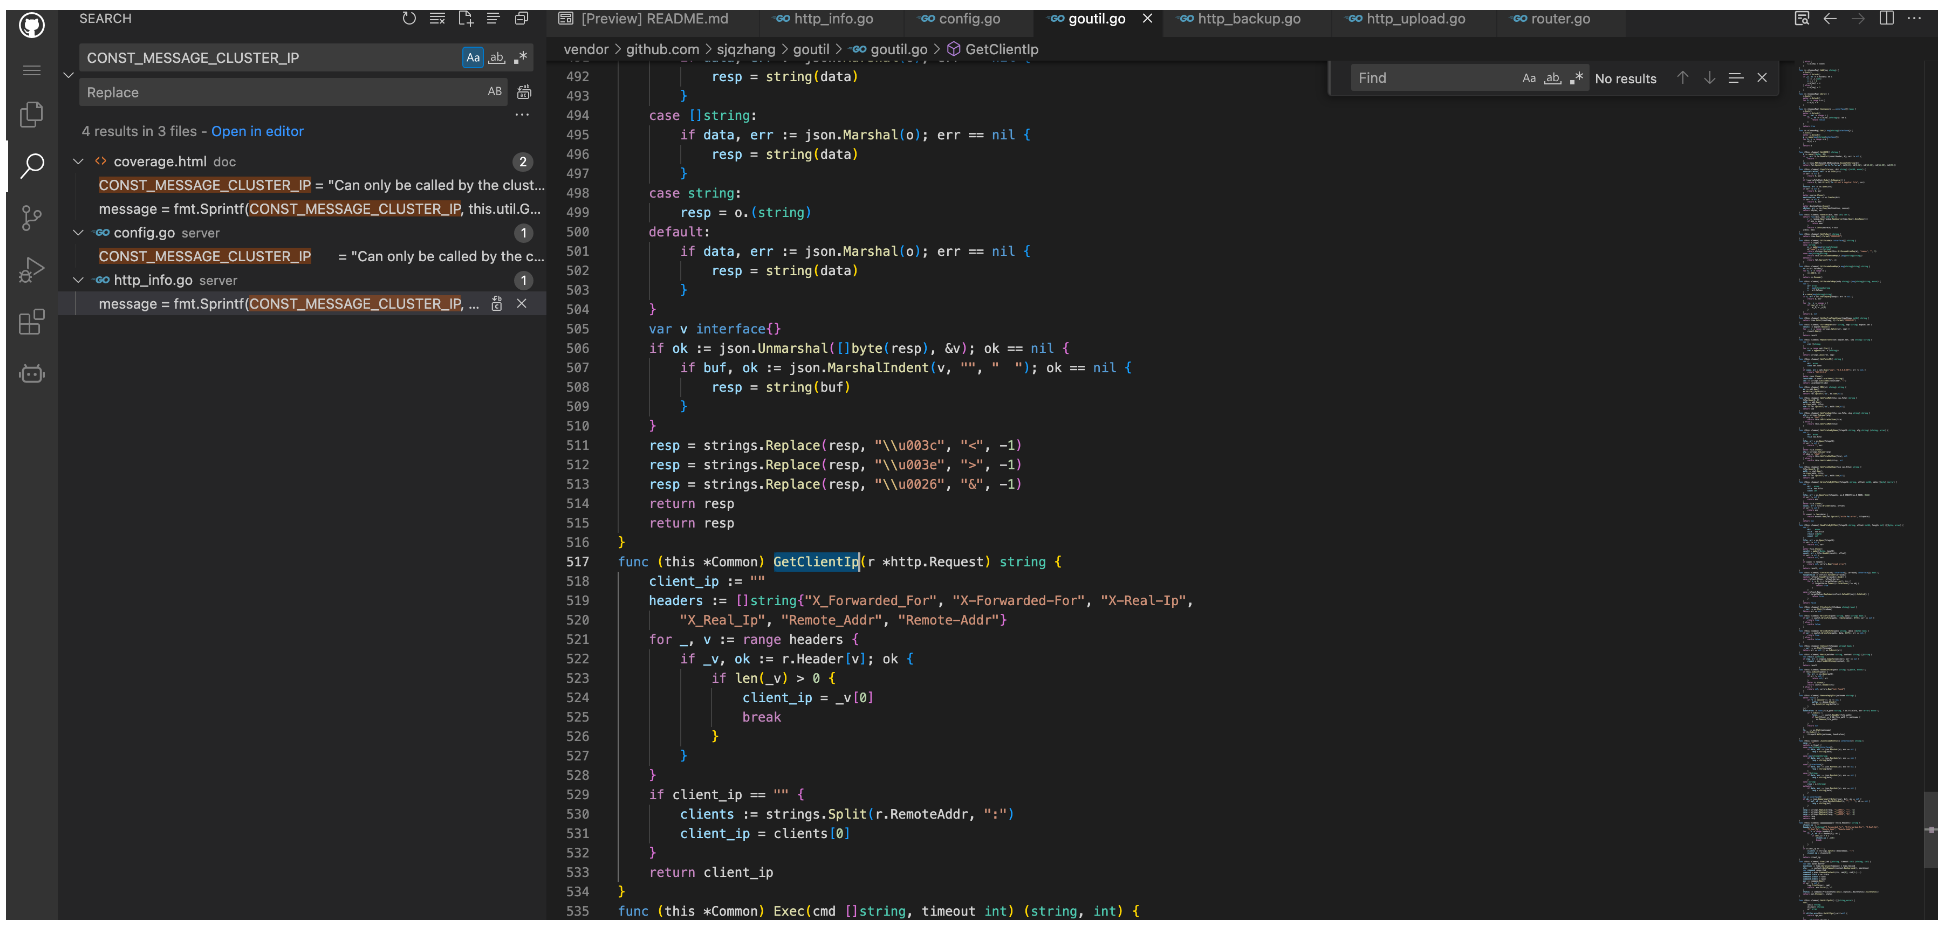 SEARCH
CONST_MESSAGE_CLUSTER_IP
Aa ab
Replace
AB
4 results in 3 files - Open in editor
coverage.html doc 2
CONST_MESSAGE_CLUSTER_IP = "Can only be called by the clust...
message = fmt.Sprintf(CONST_MESSAGE_CLUSTER_IP, this.util.G...
config.go server 1
CONST_MESSAGE_CLUSTER_IP = "Can only be called by the c...
http_info.go server 1
message = fmt.Sprintf(CONST_MESSAGE_CLUSTER_IP, ...
[Preview] README.md GO http_info.go GO config.go GO goutil.go GO http_backup.go GO http_upload.go GO router.go
vendor > github.com > sjqzhang > goutil > GO goutil.go > GetClientIp
Find Aa ab No results
492 resp = string(data)
493 }
494 case []string:
495 if data, err := json.Marshal(o); err == nil {
496 resp = string(data)
497 }
498 case string:
499 resp = o.(string)
500 default:
501 if data, err := json.Marshal(o); err == nil {
502 resp = string(data)
503 }
504 }
505 var v interface{}
506 if ok := json.Unmarshal([]byte(resp), &v); ok == nil {
507 if buf, ok := json.MarshalIndent(v, "", "  "); ok == nil {
508 resp = string(buf)
509 }
510 }
511 resp = strings.Replace(resp, "\\u003c", "<", -1)
512 resp = strings.Replace(resp, "\\u003e", ">", -1)
513 resp = strings.Replace(resp, "\\u0026", "&", -1)
514 return resp
515 return resp
516 }
517 func (this *Common) GetClientIp(r *http.Request) string {
518 client_ip := ""
519 headers := []string{"X_Forwarded_For", "X-Forwarded-For", "X-Real-Ip",
520 "X_Real_Ip", "Remote_Addr", "Remote-Addr"}
521 for _, v := range headers {
522 if _v, ok := r.Header[v]; ok {
523 if len(_v) > 0 {
524 client_ip = _v[0]
525 break
526 }
527 }
528 }
529 if client_ip == "" {
530 clients := strings.Split(r.RemoteAddr, ":")
531 client_ip = clients[0]
532 }
533 return client_ip
534 }
535 func (this *Common) Exec(cmd []string, timeout int) (string, int) {